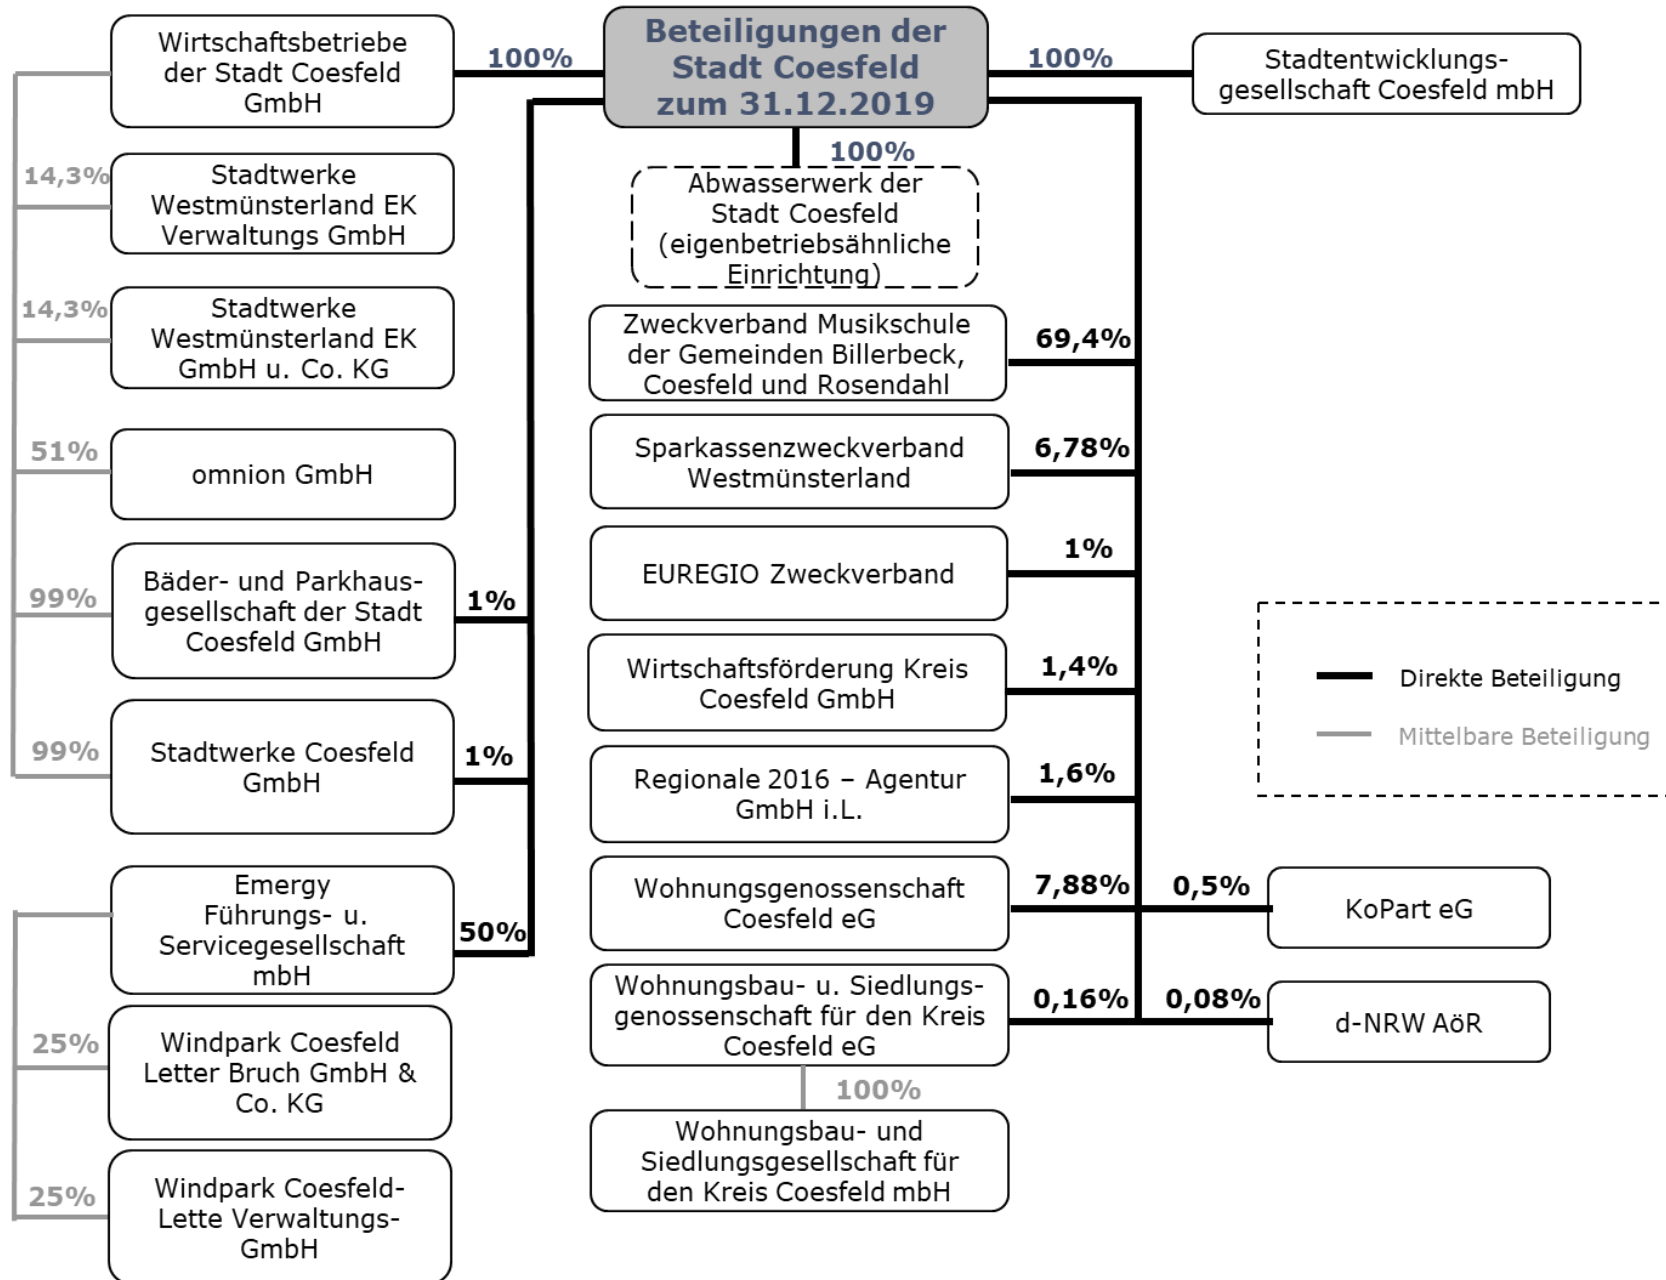 Beteiligungen der
Stadt Coesfeld
zum 31.12.2019
Wirtschaftsbetriebe
der Stadt Coesfeld
GmbH
100%
100%
Stadtentwicklungs-
gesellschaft Coesfeld mbH
100%
Abwasserwerk der
Stadt Coesfeld
(eigenbetriebsähnliche
Einrichtung)
14,3%
Stadtwerke
Westmünsterland EK
Verwaltungs GmbH
14,3%
Stadtwerke
Westmünsterland EK
GmbH u. Co. KG
51%
omnion GmbH
99%
Bäder- und Parkhaus-
gesellschaft der Stadt
Coesfeld GmbH
1%
99%
Stadtwerke Coesfeld
GmbH
1%
Emergy
Führungs- u.
Servicegesellschaft
mbH
50%
25%
Windpark Coesfeld
Letter Bruch GmbH &
Co. KG
25%
Windpark Coesfeld-
Lette Verwaltungs-
GmbH
Zweckverband Musikschule
der Gemeinden Billerbeck,
Coesfeld und Rosendahl
69,4%
Sparkassenzweckverband
Westmünsterland
6,78%
EUREGIO Zweckverband
1%
Wirtschaftsförderung Kreis
Coesfeld GmbH
1,4%
Regionale 2016 – Agentur
GmbH i.L.
1,6%
Wohnungsgenossenschaft
Coesfeld eG
7,88%
0,5%
KoPart eG
Wohnungsbau- u. Siedlungs-
genossenschaft für den Kreis
Coesfeld eG
0,16%
0,08%
d-NRW AöR
100%
Wohnungsbau- und
Siedlungsgesellschaft für
den Kreis Coesfeld mbH
Direkte Beteiligung
Mittelbare Beteiligung